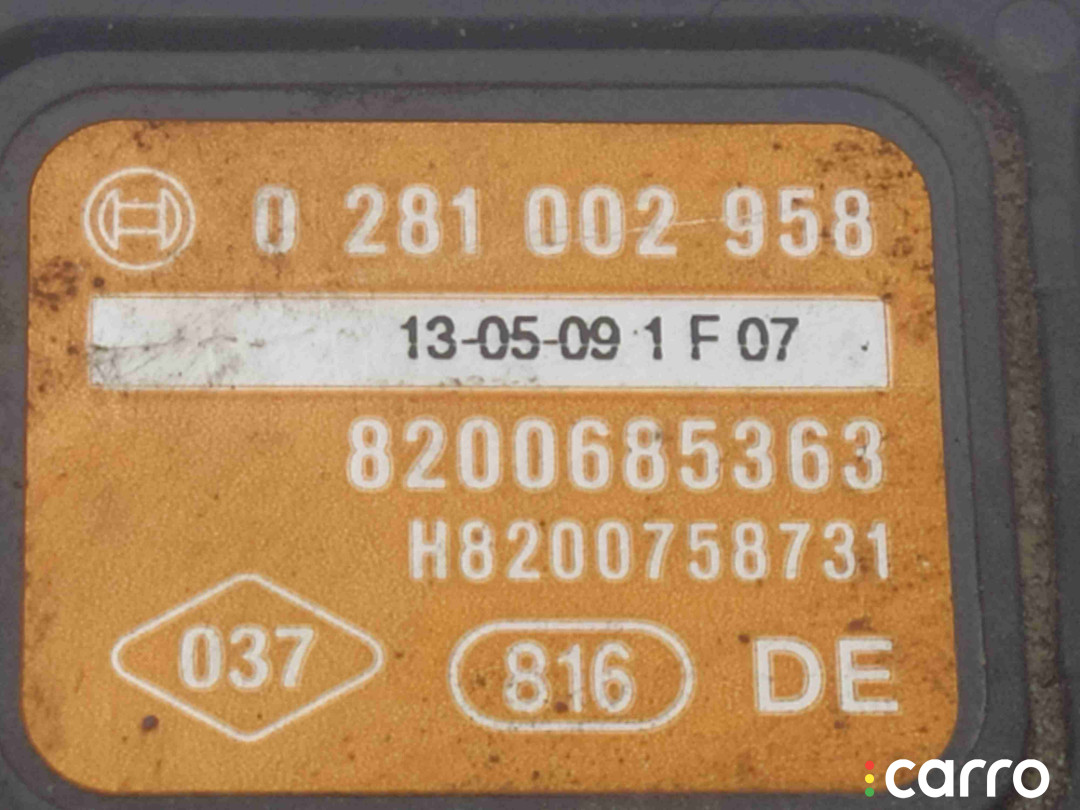 0 281 002 958
13-05-09 1 F 07
8200685363
H8200758731
037 816 DE
carro